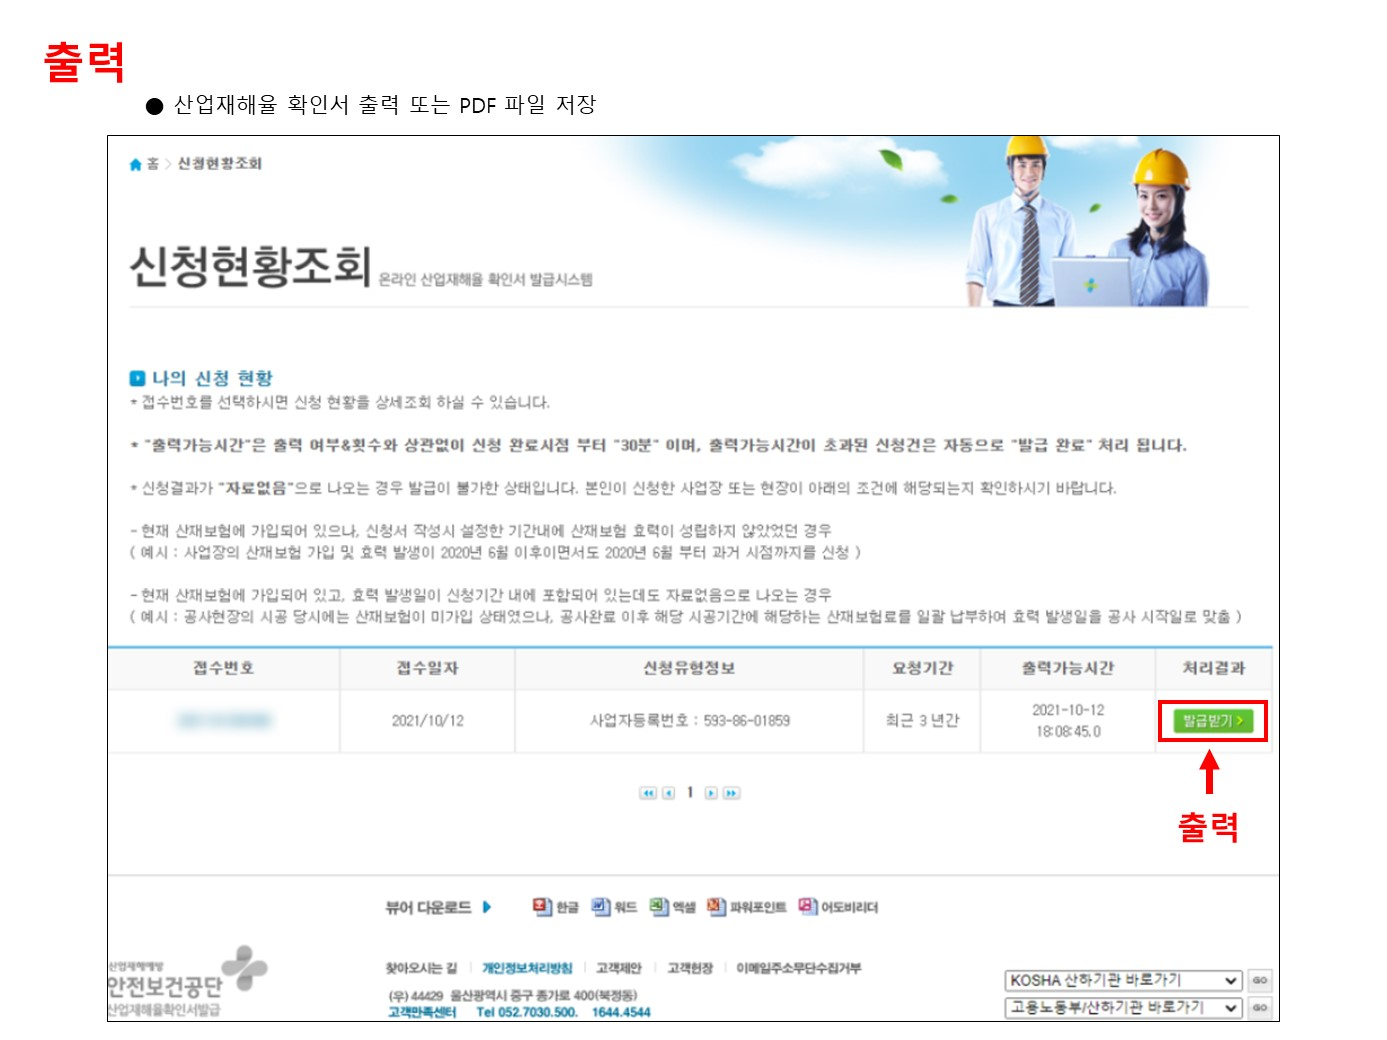 출력
● 산업재해율 확인서 출력 또는 PDF 파일 저장
홈 > 신청현황조회
신청현황조회 온라인 산업재해율 확인서 발급시스템
나의 신청 현황
* 접수번호를 선택하시면 신청 현황을 상세조회 하실 수 있습니다.
* "출력가능시간"은 출력 여부&횟수와 상관없이 신청 완료시점 부터 "30분" 이며, 출력가능시간이 초과된 신청건은 자동으로 "발급 완료" 처리 됩니다.
* 신청결과가 "자료없음"으로 나오는 경우 발급이 불가한 상태입니다. 본인이 신청한 사업장 또는 현장이 아래의 조건에 해당되는지 확인하시기 바랍니다.
- 현재 산재보험에 가입되어 있으나, 신청서 작성시 설정한 기간내에 산재보험 효력이 성립하지 않았었던 경우
( 예시 : 사업장의 산재보험 가입 및 효력 발생이 2020년 6월 이후이면서도 2020년 6월 부터 과거 시점까지를 신청 )
- 현재 산재보험에 가입되어 있고, 효력 발생일이 신청기간 내에 포함되어 있는데도 자료없음으로 나오는 경우
( 예시 : 공사현장의 시공 당시에는 산재보험이 미가입 상태였으나, 공사완료 이후 해당 시공기간에 해당하는 산재보험료를 일괄 납부하여 효력 발생일을 공사 시작일로 맞춤 )
접수번호 접수일자 신청유형정보 요청기간 출력가능시간 처리결과
2021/10/12 사업자등록번호 : 593-86-01859 최근 3 년간 2021-10-12 18:08:45.0 발급받기 >
1
출력
뷰어 다운로드 한글 워드 엑셀 파워포인트 어도비리더
산업재해예방
안전보건공단
산업재해율확인서발급
찾아오시는 길 개인정보처리방침 고객제안 고객헌장 이메일주소무단수집거부
(우) 44429 울산광역시 중구 종가로 400(북정동)
고객만족센터 Tel 052.7030.500. 1644.4544
KOSHA 산하기관 바로가기 GO
고용노동부/산하기관 바로가기 GO